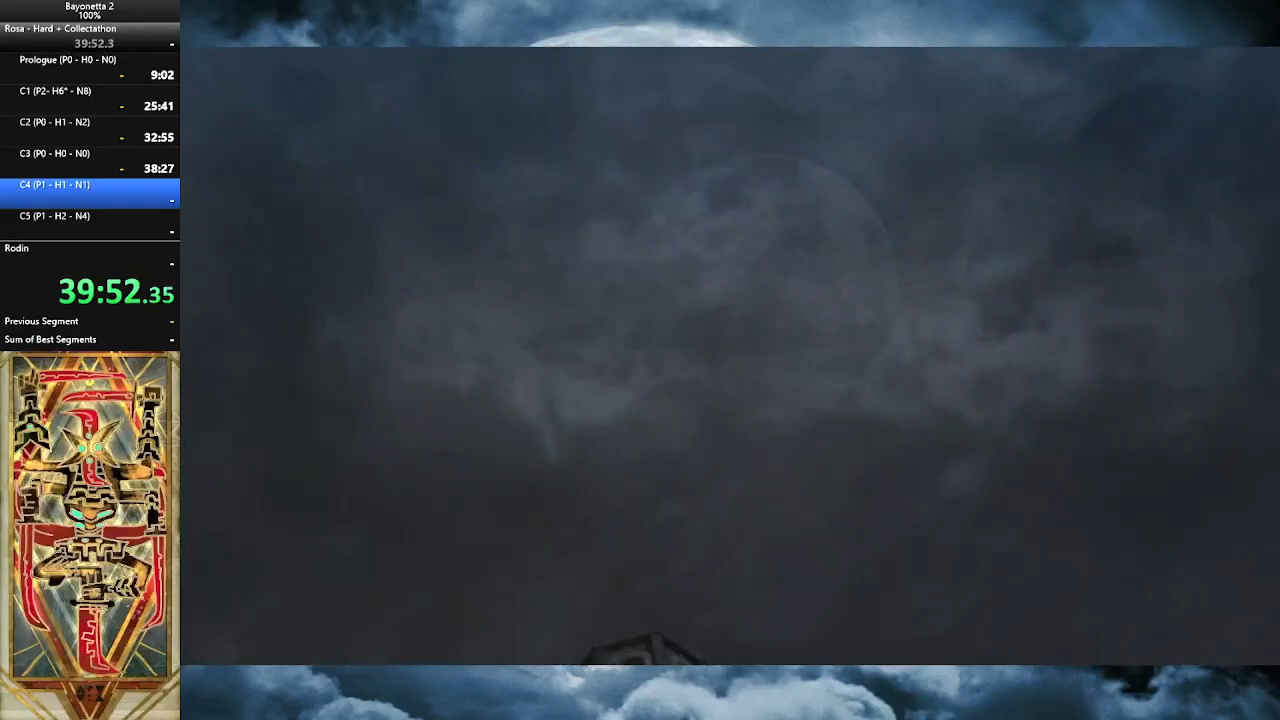 Bayonetta 2
100%
Rosa - Hard + Collectathon
39:52.3 -
Prologue (P0 - H0 - N0)
- 9:02
C1 (P2- H6* - N8)
- 25:41
C2 (P0 - H1 - N2)
- 32:55
C3 (P0 - H0 - N0)
- 38:27
C4 (P1 - H1 - N1)
-
C5 (P1 - H2 - N4)
-
Rodin
-
39:52.35
Previous Segment -
Sum of Best Segments -